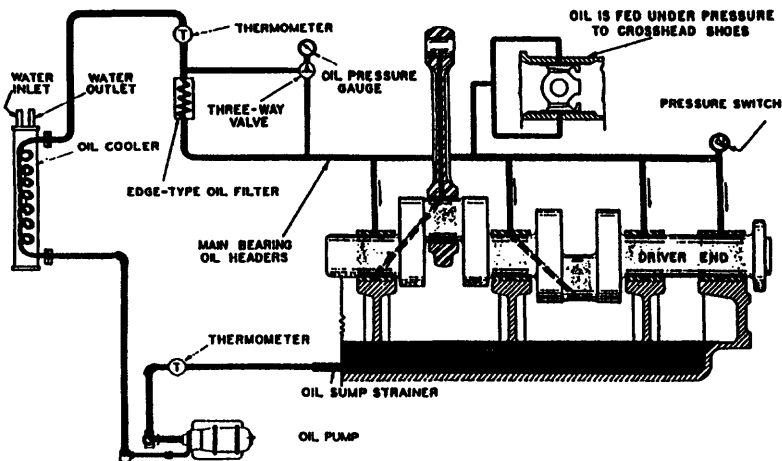 THERMOMETER
OIL IS FED UNDER PRESSURE
TO CROSSHEAD SHOES
T
WATER
INLET
WATER
OUTLET
OIL PRESSURE
GAUGE
THREE-WAY
VALVE
PRESSURE SWITCH
OIL COOLER
EDGE-TYPE OIL FILTER
MAIN BEARING
OIL HEADERS
DRIVER END
THERMOMETER
T
OIL SUMP STRAINER
OIL PUMP